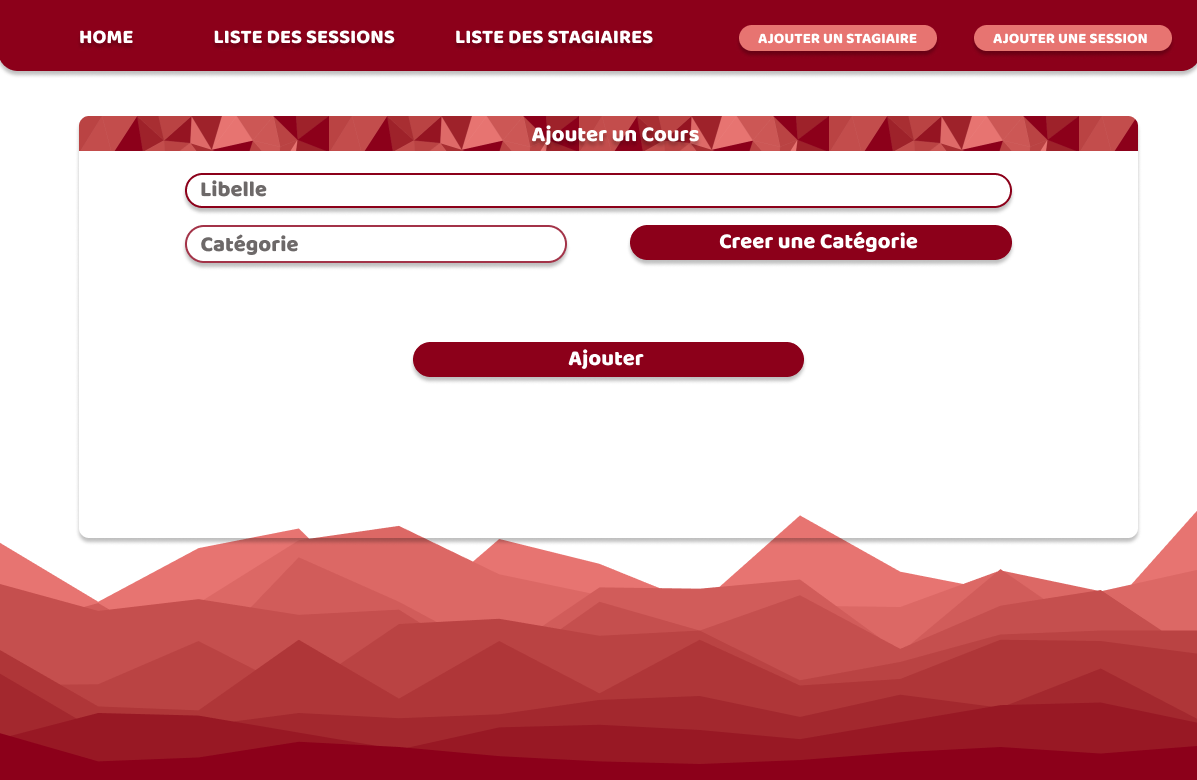 HOME
LISTE DES SESSIONS
LISTE DES STAGIAIRES
AJOUTER UN STAGIAIRE
AJOUTER UNE SESSION
Ajouter un Cours
Libelle
Catégorie
Creer une Catégorie
Ajouter